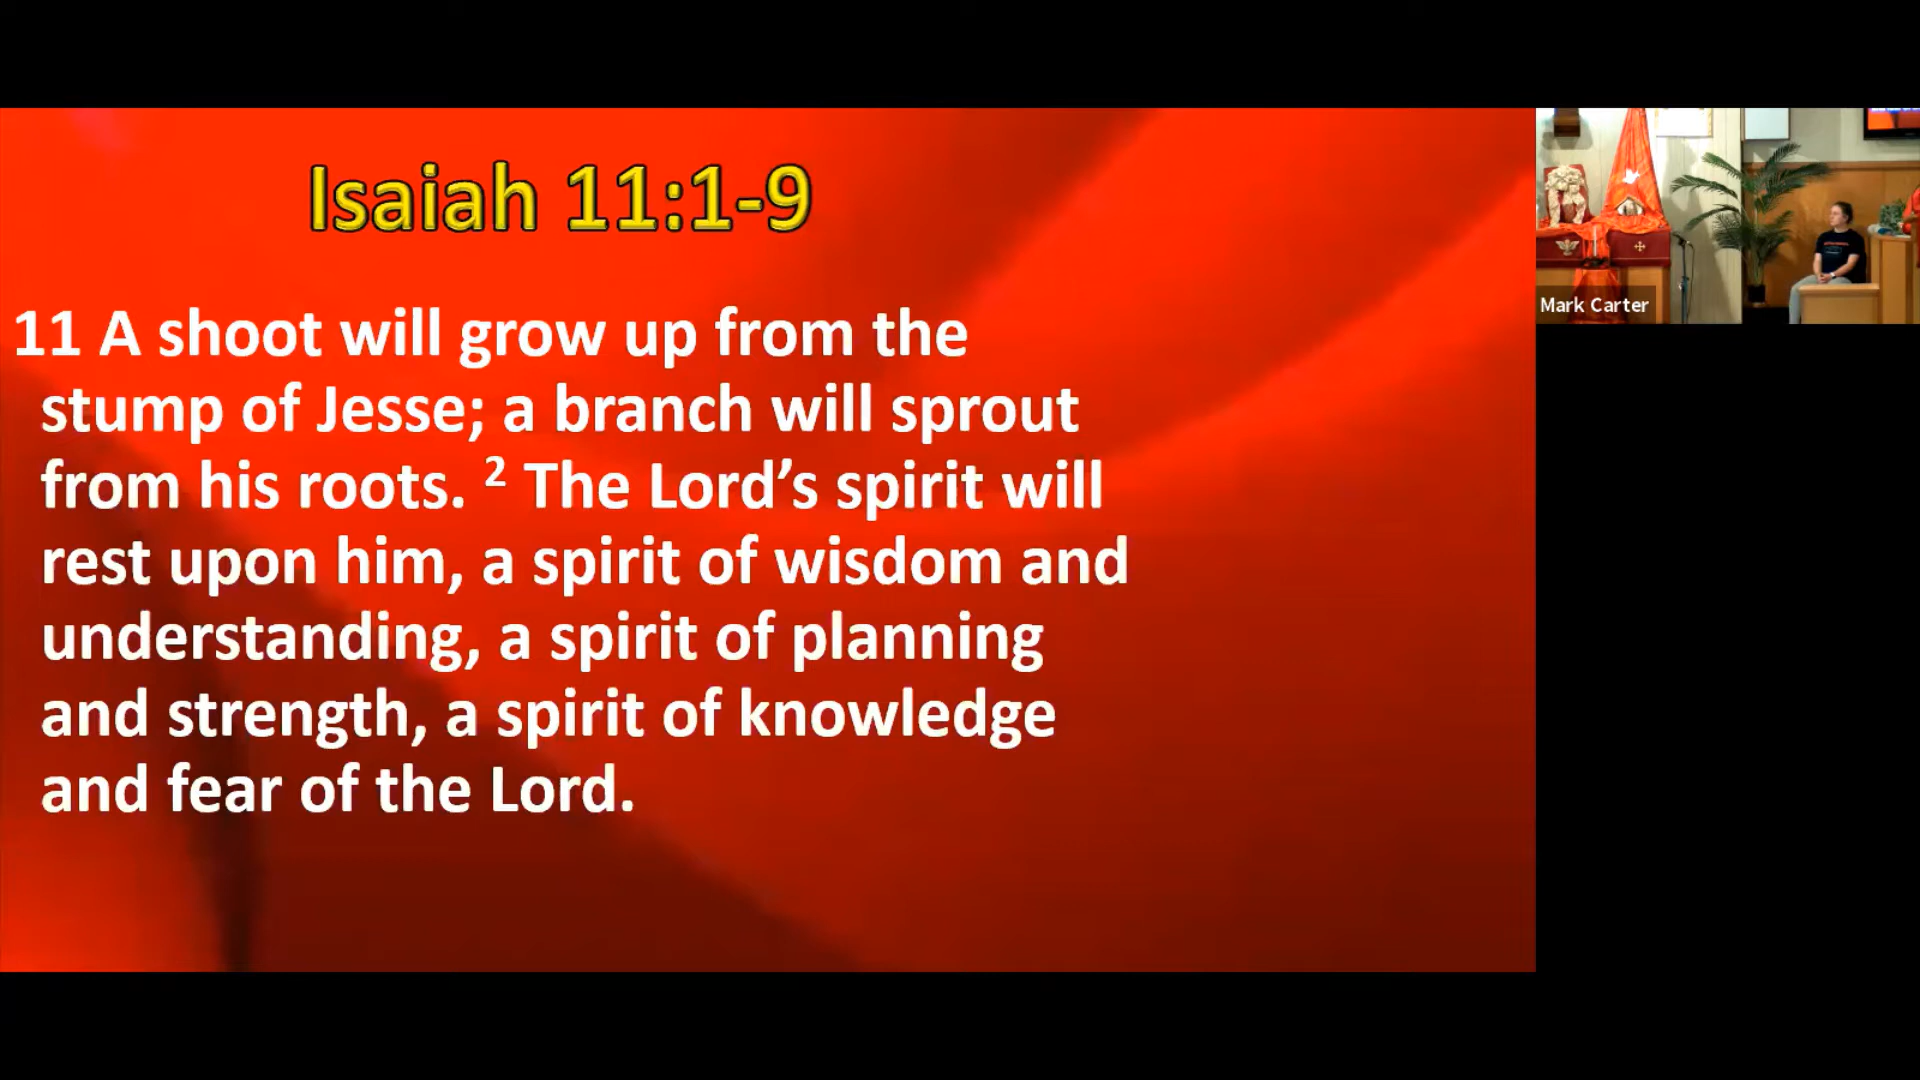 Isaiah 11:1-9
11 A shoot will grow up from the
stump of Jesse; a branch will sprout
from his roots. ² The Lord’s spirit will
rest upon him, a spirit of wisdom and
understanding, a spirit of planning
and strength, a spirit of knowledge
and fear of the Lord.
Mark Carter